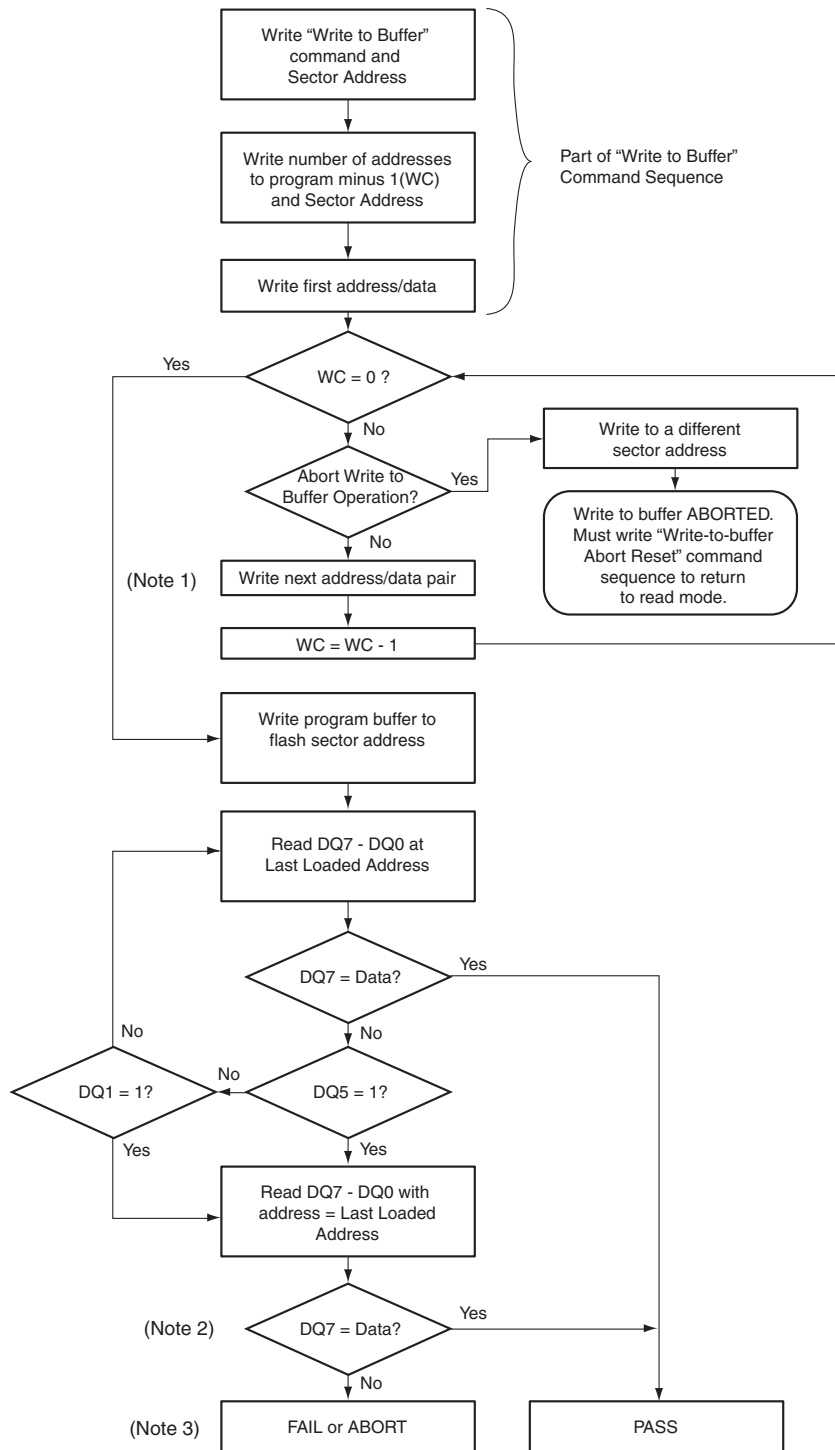 Write “Write to Buffer”
command and
Sector Address
Write number of addresses
to program minus 1(WC)
and Sector Address
Part of “Write to Buffer”
Command Sequence
Write first address/data
Yes
WC = 0 ?
No
Write to a different
sector address
Abort Write to
Buffer Operation?
Yes
Write to buffer ABORTED.
Must write “Write-to-buffer
Abort Reset” command
sequence to return
to read mode.
No
(Note 1)
Write next address/data pair
WC = WC - 1
Write program buffer to
flash sector address
Read DQ7 - DQ0 at
Last Loaded Address
DQ7 = Data?
Yes
No
No
DQ1 = 1?
No
DQ5 = 1?
Yes
Yes
Read DQ7 - DQ0 with
address = Last Loaded
Address
(Note 2)
DQ7 = Data?
Yes
No
(Note 3)
FAIL or ABORT
PASS